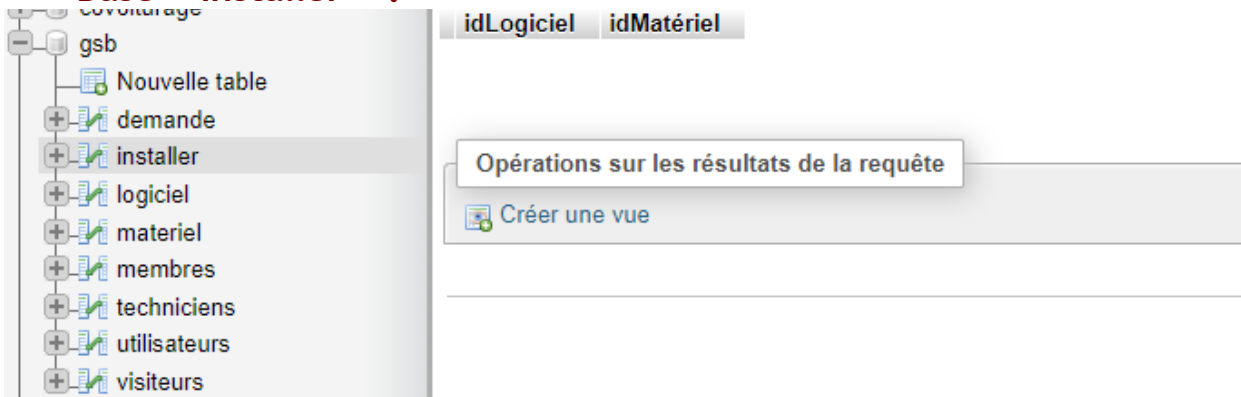 covoiturage
gsb
Nouvelle table
demande
installer
logiciel
materiel
membres
techniciens
utilisateurs
visiteurs
idLogiciel idMatériel
Opérations sur les résultats de la requête
Créer une vue